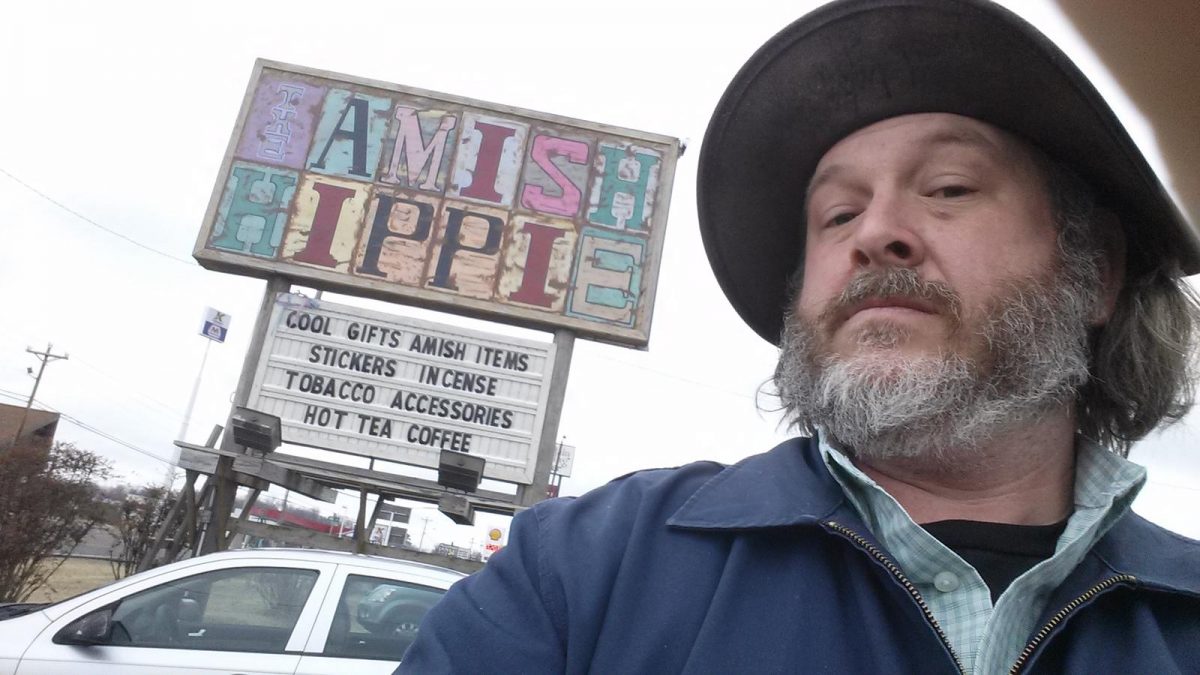 THE AMISH
HIPPIE
COOL GIFTS AMISH ITEMS
STICKERS INCENSE
TOBACCO ACCESSORIES
HOT TEA COFFEE
K